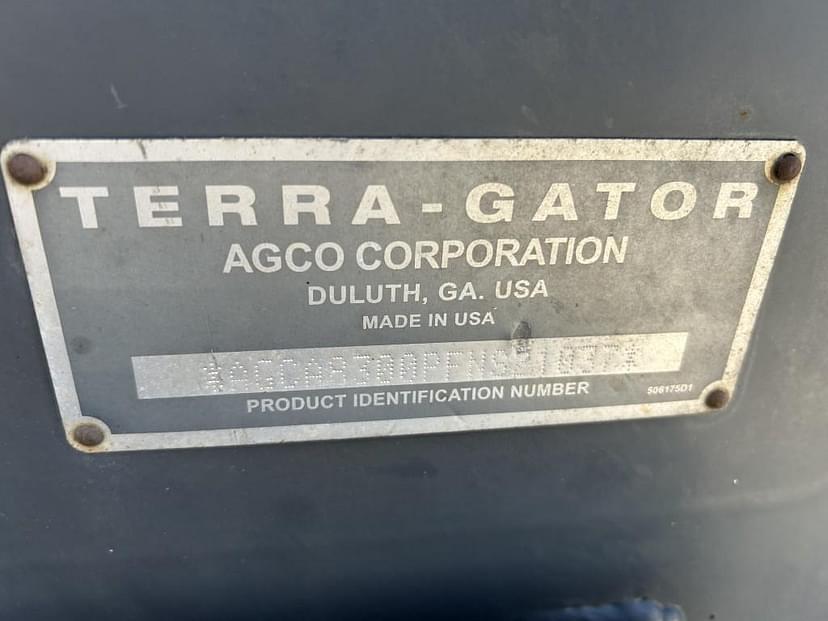 TERRA-GATOR
AGCO CORPORATION
DULUTH, GA. USA
MADE IN USA
PRODUCT IDENTIFICATION NUMBER
506175D1